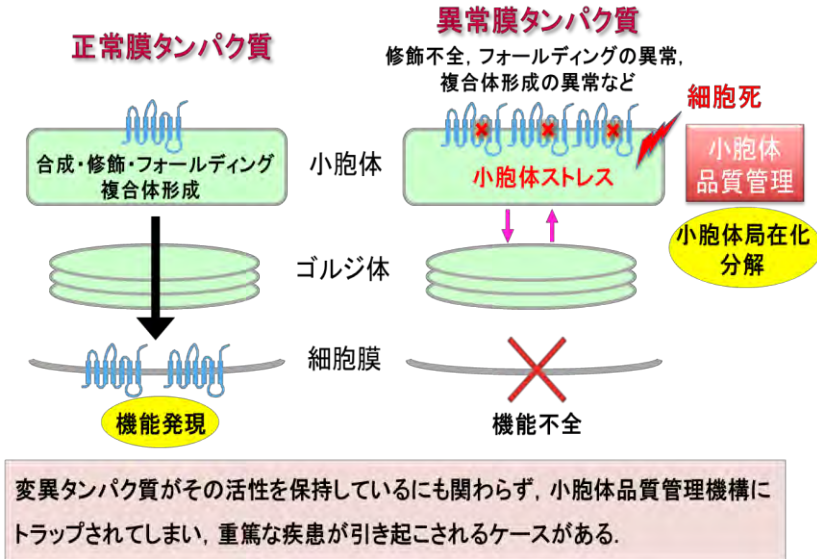 正常膜タンパク質
異常膜タンパク質
修飾不全, フォールディングの異常,
複合体形成の異常など
細胞死
合成・修飾・フォールディング
複合体形成
小胞体
小胞体ストレス
小胞体
品質管理
小胞体局在化
分解
ゴルジ体
細胞膜
機能発現
機能不全
変異タンパク質がその活性を保持しているにも関わらず, 小胞体品質管理機構に
トラップされてしまい, 重篤な疾患が引き起こされるケースがある.